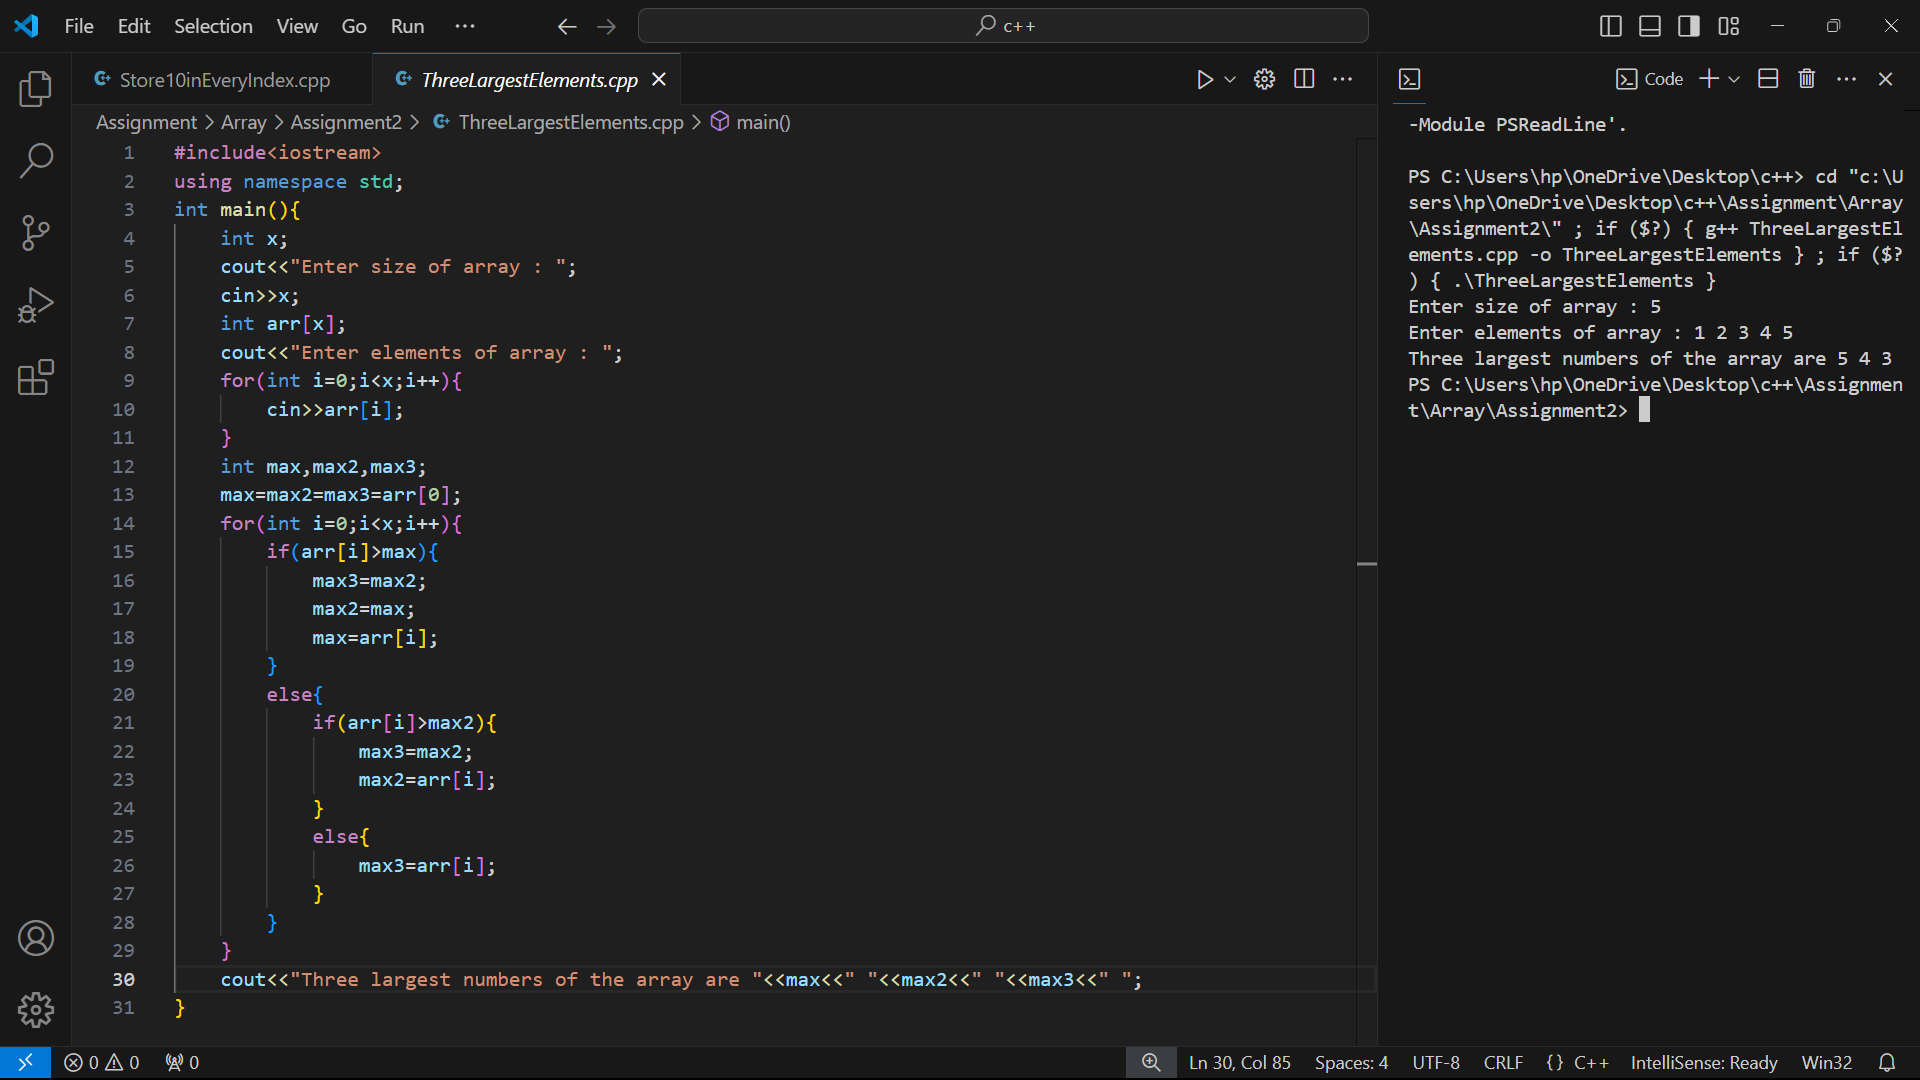 File Edit Selection View Go Run ··· c++
Store10inEveryIndex.cpp ThreeLargestElements.cpp
Assignment > Array > Assignment2 > ThreeLargestElements.cpp > main()
1 #include<iostream>
2 using namespace std;
3 int main(){
4 int x;
5 cout<<"Enter size of array : ";
6 cin>>x;
7 int arr[x];
8 cout<<"Enter elements of array : ";
9 for(int i=0;i<x;i++){
10 cin>>arr[i];
11 }
12 int max,max2,max3;
13 max=max2=max3=arr[0];
14 for(int i=0;i<x;i++){
15 if(arr[i]>max){
16 max3=max2;
17 max2=max;
18 max=arr[i];
19 }
20 else{
21 if(arr[i]>max2){
22 max3=max2;
23 max2=arr[i];
24 }
25 else{
26 max3=arr[i];
27 }
28 }
29 }
30 cout<<"Three largest numbers of the array are "<<max<<" "<<max2<<" "<<max3<<" ";
31 }
Code
-Module PSReadLine'.
PS C:\Users\hp\OneDrive\Desktop\c++> cd "c:\U
sers\hp\OneDrive\Desktop\c++\Assignment\Array
\Assignment2\" ; if ($?) { g++ ThreeLargestEl
ements.cpp -o ThreeLargestElements } ; if ($?
) { .\ThreeLargestElements }
Enter size of array : 5
Enter elements of array : 1 2 3 4 5
Three largest numbers of the array are 5 4 3
PS C:\Users\hp\OneDrive\Desktop\c++\Assignmen
t\Array\Assignment2>
0 0 0 Ln 30, Col 85 Spaces: 4 UTF-8 CRLF {} C++ IntelliSense: Ready Win32